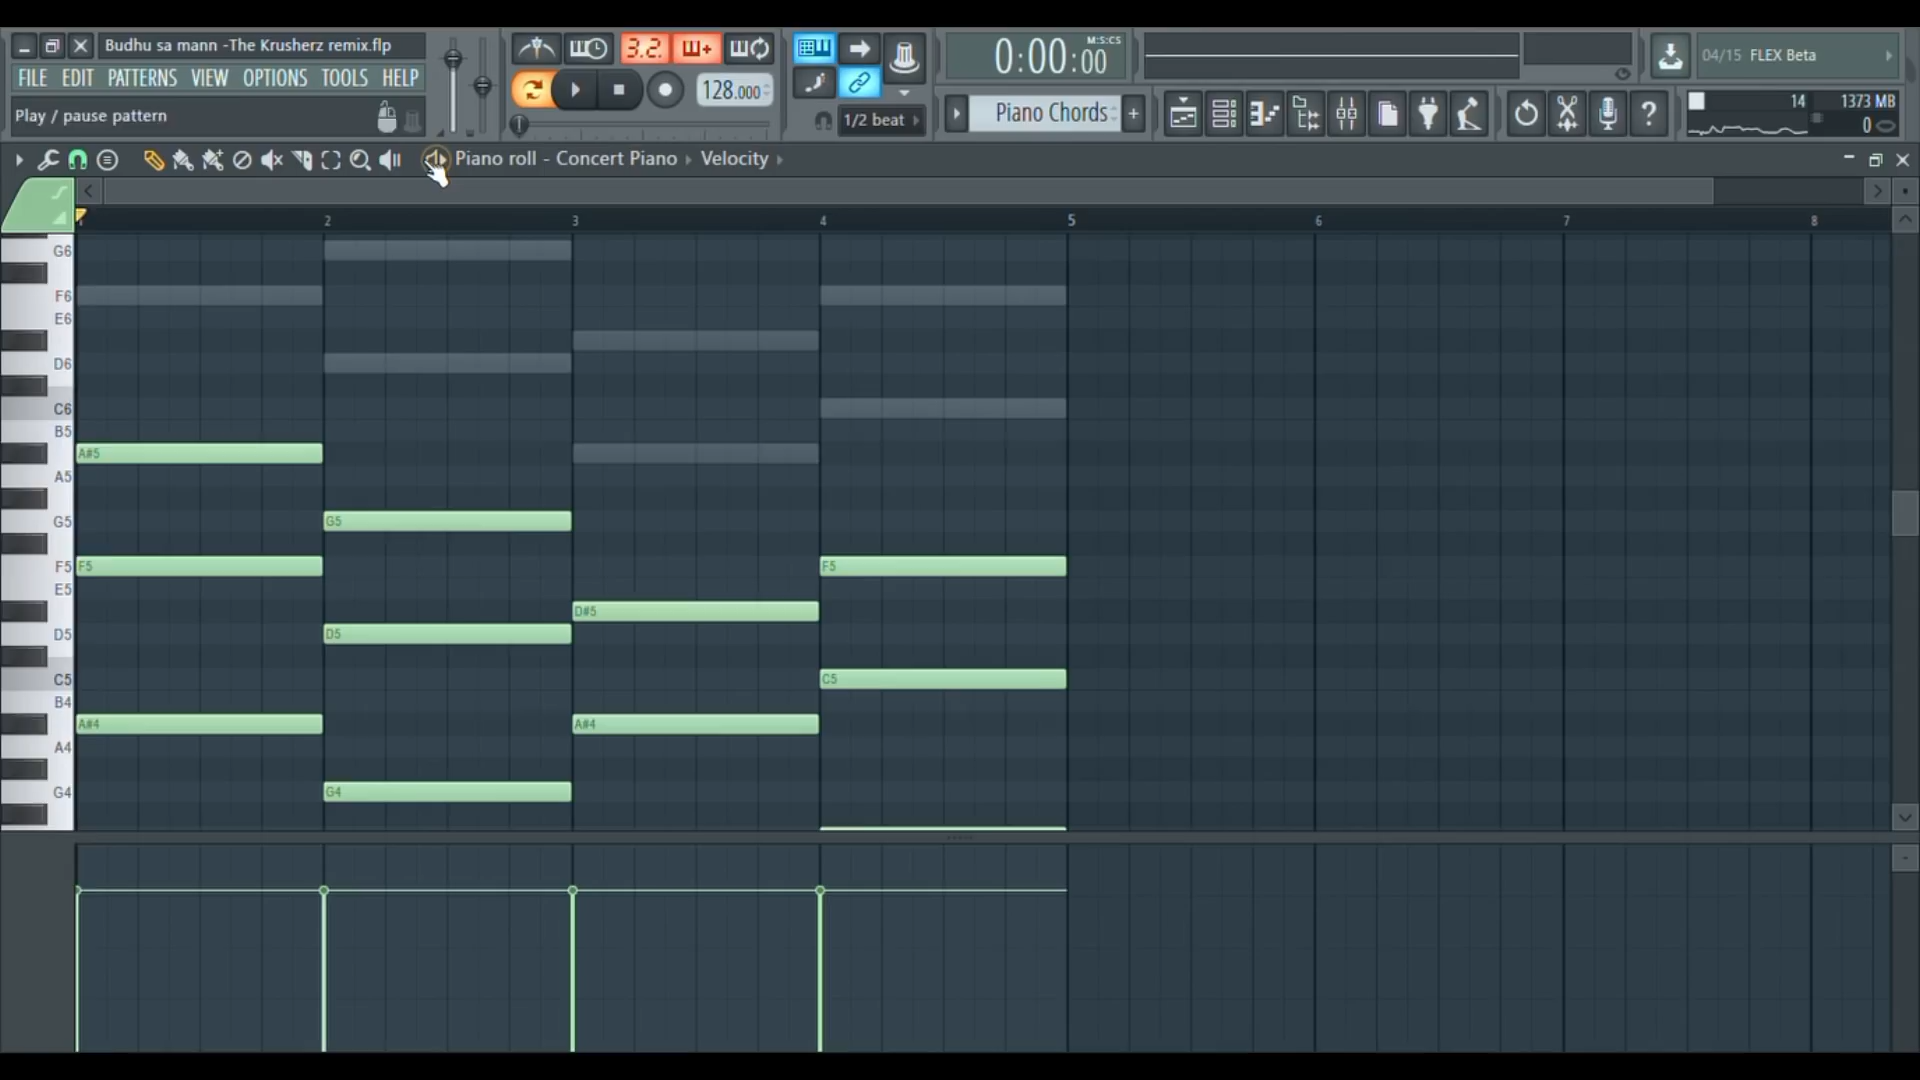 Budhu sa mann -The Krusherz remix.flp
FILE EDIT PATTERNS VIEW OPTIONS TOOLS HELP
Play / pause pattern
3.2.
128.000
1/2 beat
0:00:00
M:S:CS
Piano Chords
04/15 FLEX Beta
14
1373 MB
0
Piano roll - Concert Piano Velocity
2 3 4 5 6 7 8
G6
F6
E6
D6
C6
B5
A#5
A5
G5 G5
F5 F5 F5
E5
D#5
D5 D5
C5 C5
B4
A#4 A#4
A4
G4 G4